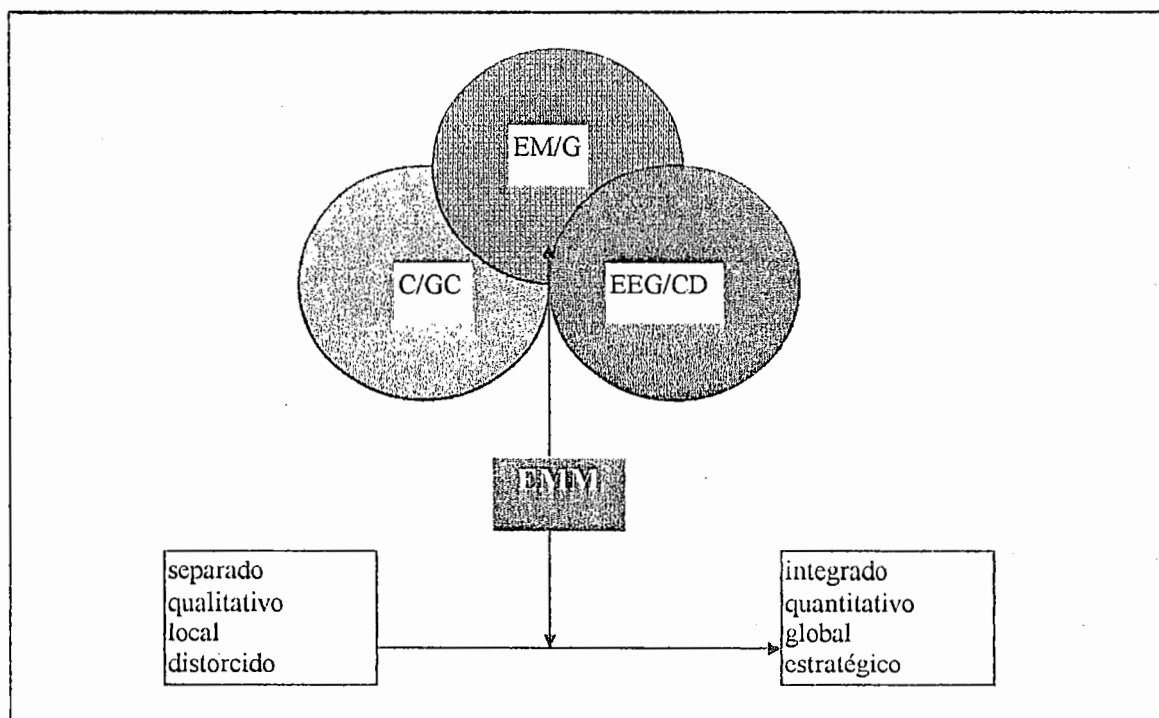 EM/G
C/GC
EEG/CD
EMM
separado
qualitativo
local
distorcido
integrado
quantitativo
global
estratégico